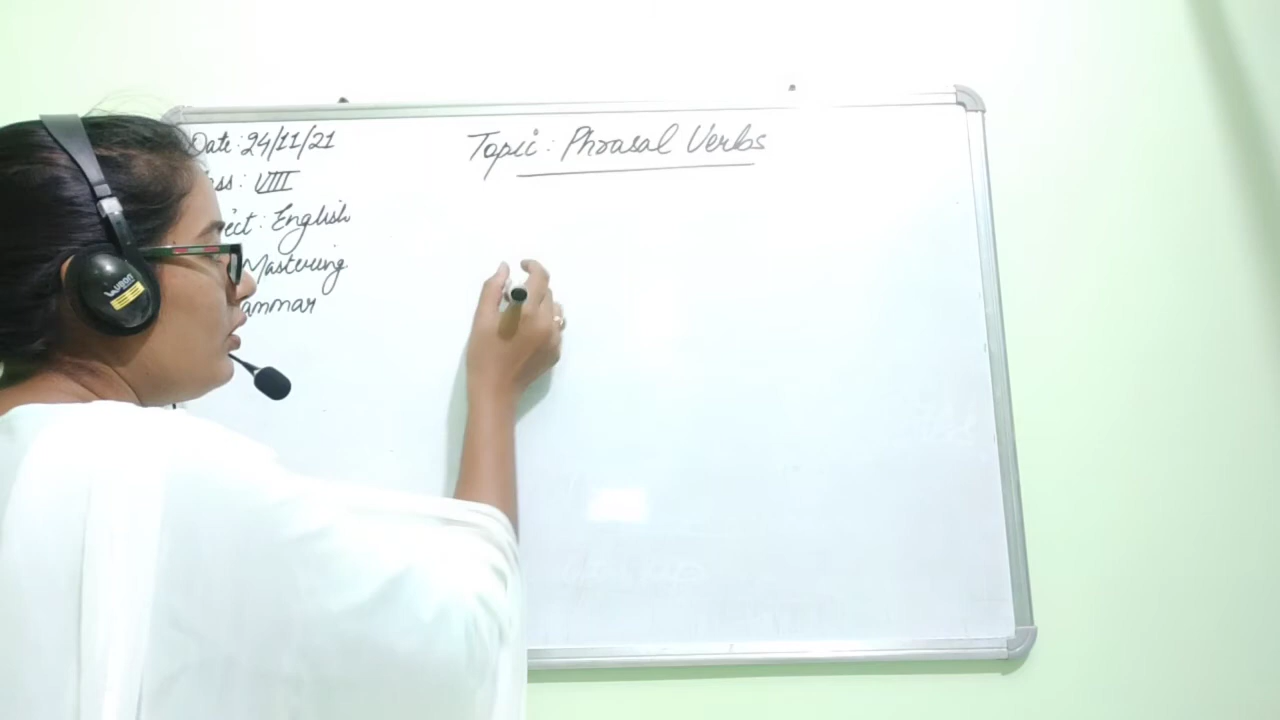 Date: 24/11/21
Topic: Phrasal Verbs
ss: VIII
ect: English
Mastering
ammar